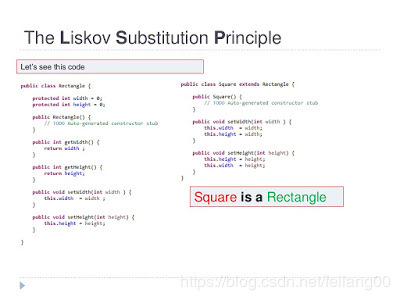 The Liskov Substitution Principle
Let's see this code
public class Rectangle {
protected int width = 0;
protected int height = 0;
public Rectangle() {
// TODO Auto-generated constructor stub
}
public int getWidth() {
return width ;
}
public int getHeight() {
return height;
}
public void setWidth(int width ) {
this.width = width ;
}
public void setHeight(int height) {
this.height = height;
}
}
public class Square extends Rectangle {
public Square() {
// TODO Auto-generated constructor stub
}
public void setWidth(int width ) {
this.width = width;
this.height = width;
}
public void setHeight(int height) {
this.height = height;
this.width = height;
}
}
Square is a Rectangle
https://blog.csdn.net/feifang00